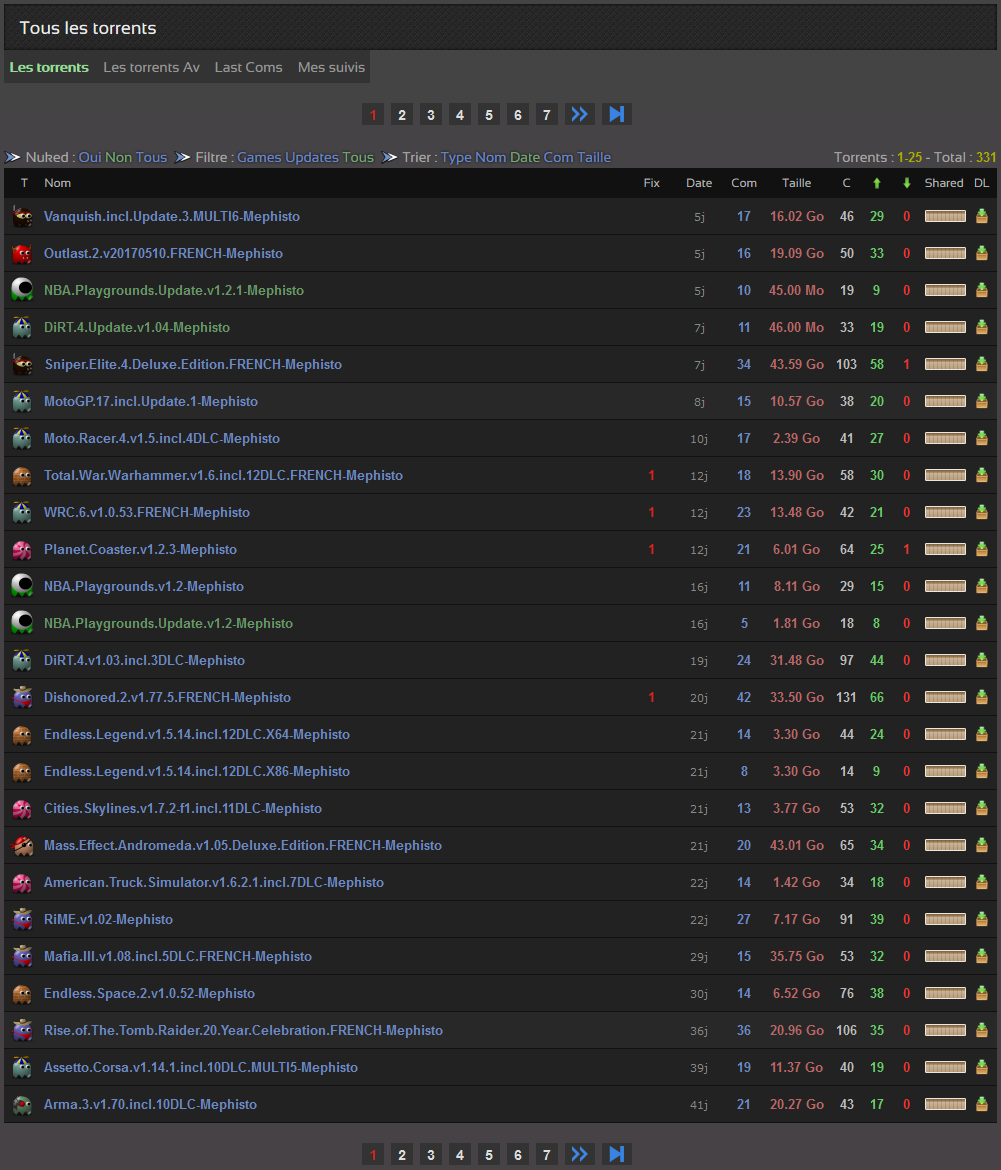 Tous les torrents
Les torrents Les torrents Av Last Coms Mes suivis
1 2 3 4 5 6 7
Nuked : Oui Non Tous Filtre : Games Updates Tous Trier : Type Nom Date Com Taille Torrents : 1-25 - Total : 331
T Nom Fix Date Com Taille C Shared DL
Vanquish.incl.Update.3.MULTI6-Mephisto 5j 17 16.02 Go 46 29 0
Outlast.2.v20170510.FRENCH-Mephisto 5j 16 19.09 Go 50 33 0
NBA.Playgrounds.Update.v1.2.1-Mephisto 5j 10 45.00 Mo 19 9 0
DiRT.4.Update.v1.04-Mephisto 7j 11 46.00 Mo 33 19 0
Sniper.Elite.4.Deluxe.Edition.FRENCH-Mephisto 7j 34 43.59 Go 103 58 1
MotoGP.17.incl.Update.1-Mephisto 8j 15 10.57 Go 38 20 0
Moto.Racer.4.v1.5.incl.4DLC-Mephisto 10j 17 2.39 Go 41 27 0
Total.War.Warhammer.v1.6.incl.12DLC.FRENCH-Mephisto 1 12j 18 13.90 Go 58 30 0
WRC.6.v1.0.53.FRENCH-Mephisto 1 12j 23 13.48 Go 42 21 0
Planet.Coaster.v1.2.3-Mephisto 1 12j 21 6.01 Go 64 25 1
NBA.Playgrounds.v1.2-Mephisto 16j 11 8.11 Go 29 15 0
NBA.Playgrounds.Update.v1.2-Mephisto 16j 5 1.81 Go 18 8 0
DiRT.4.v1.03.incl.3DLC-Mephisto 19j 24 31.48 Go 97 44 0
Dishonored.2.v1.77.5.FRENCH-Mephisto 1 20j 42 33.50 Go 131 66 0
Endless.Legend.v1.5.14.incl.12DLC.X64-Mephisto 21j 14 3.30 Go 44 24 0
Endless.Legend.v1.5.14.incl.12DLC.X86-Mephisto 21j 8 3.30 Go 14 9 0
Cities.Skylines.v1.7.2-f1.incl.11DLC-Mephisto 21j 13 3.77 Go 53 32 0
Mass.Effect.Andromeda.v1.05.Deluxe.Edition.FRENCH-Mephisto 21j 20 43.01 Go 65 34 0
American.Truck.Simulator.v1.6.2.1.incl.7DLC-Mephisto 22j 14 1.42 Go 34 18 0
RiME.v1.02-Mephisto 22j 27 7.17 Go 91 39 0
Mafia.III.v1.08.incl.5DLC.FRENCH-Mephisto 29j 15 35.75 Go 53 32 0
Endless.Space.2.v1.0.52-Mephisto 30j 14 6.52 Go 76 38 0
Rise.of.The.Tomb.Raider.20.Year.Celebration.FRENCH-Mephisto 36j 36 20.96 Go 106 35 0
Assetto.Corsa.v1.14.1.incl.10DLC.MULTI5-Mephisto 39j 19 11.37 Go 40 19 0
Arma.3.v1.70.incl.10DLC-Mephisto 41j 21 20.27 Go 43 17 0
1 2 3 4 5 6 7